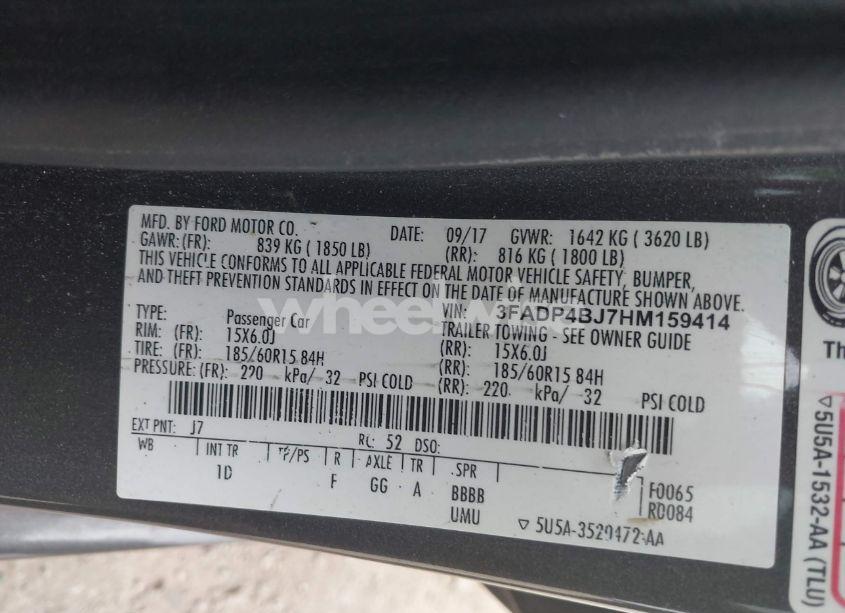 MFD. BY FORD MOTOR CO. DATE: 09/17 GVWR: 1642 KG ( 3620 LB)
GAWR: (FR): 839 KG ( 1850 LB) (RR): 816 KG ( 1800 LB)
THIS VEHICLE CONFORMS TO ALL APPLICABLE FEDERAL MOTOR VEHICLE SAFETY, BUMPER,
AND THEFT PREVENTION STANDARDS IN EFFECT ON THE DATE OF MANUFACTURE SHOWN ABOVE.
VIN: 3FADP4BJ7HM159414
TYPE: Passenger Car TRAILER TOWING - SEE OWNER GUIDE
RIM: (FR): 15X6.0J (RR): 15X6.0J
TIRE: (FR): 185/60R15 84H (RR): 185/60R15 84H
PRESSURE: (FR): 220 kPa/ 32 PSI COLD (RR): 220 kPa/ 32 PSI COLD
EXT PNT: J7 RC: 52 DSO:
WB INT TR TP/PS R AXLE TR SPR
1D F GG A BBBB F0065
UMU RD084
5U5A-3520472-AA
Th
5U5A-1532-AA (TLU)
wheelwise